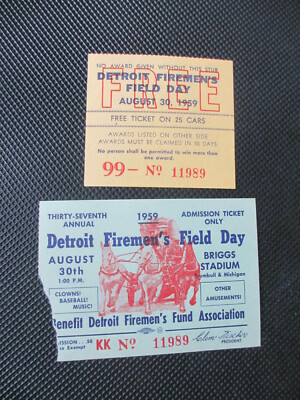 NO AWARD GIVEN WITHOUT THIS STUB
FREE
DETROIT FIREMEN'S
FIELD DAY
AUGUST 30, 1959
FREE TICKET ON 25 CARS
AWARDS LISTED ON OTHER SIDE
AWARDS MUST BE CLAIMED IN 10 DAYS
No person shall be permitted to win more
than one award.
99— No 11989
THIRTY-SEVENTH
ANNUAL
1959
ADMISSION TICKET
ONLY
Detroit Firemen's Field Day
AUGUST
30th
1:00 P.M.
BRIGGS
STADIUM
& Michigan
CLOWNS!
BASEBALL!
MUSIC!
OTHER
AMUSEMENTS!
Benefit Detroit Firemen's Fund Association
Exempt
KK No 11989
PRESIDENT